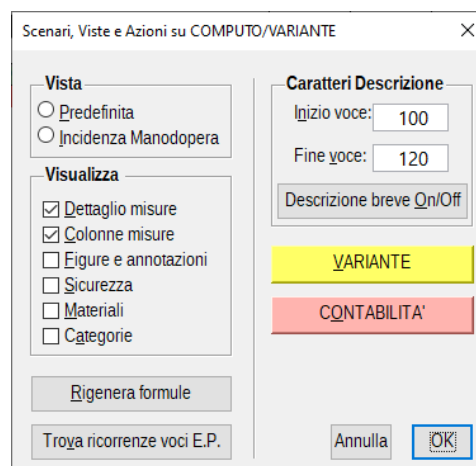 Scenari, Viste e Azioni su COMPUTO/VARIANTE
Vista
Predefinita
Incidenza Manodopera
Visualizza
Dettaglio misure
Colonne misure
Figure e annotazioni
Sicurezza
Materiali
Categorie
Rigenera formule
Trova ricorrenze voci E.P.
Caratteri Descrizione
Inizio voce: 100
Fine voce: 120
Descrizione breve On/Off
VARIANTE
CONTABILITA'
Annulla
OK